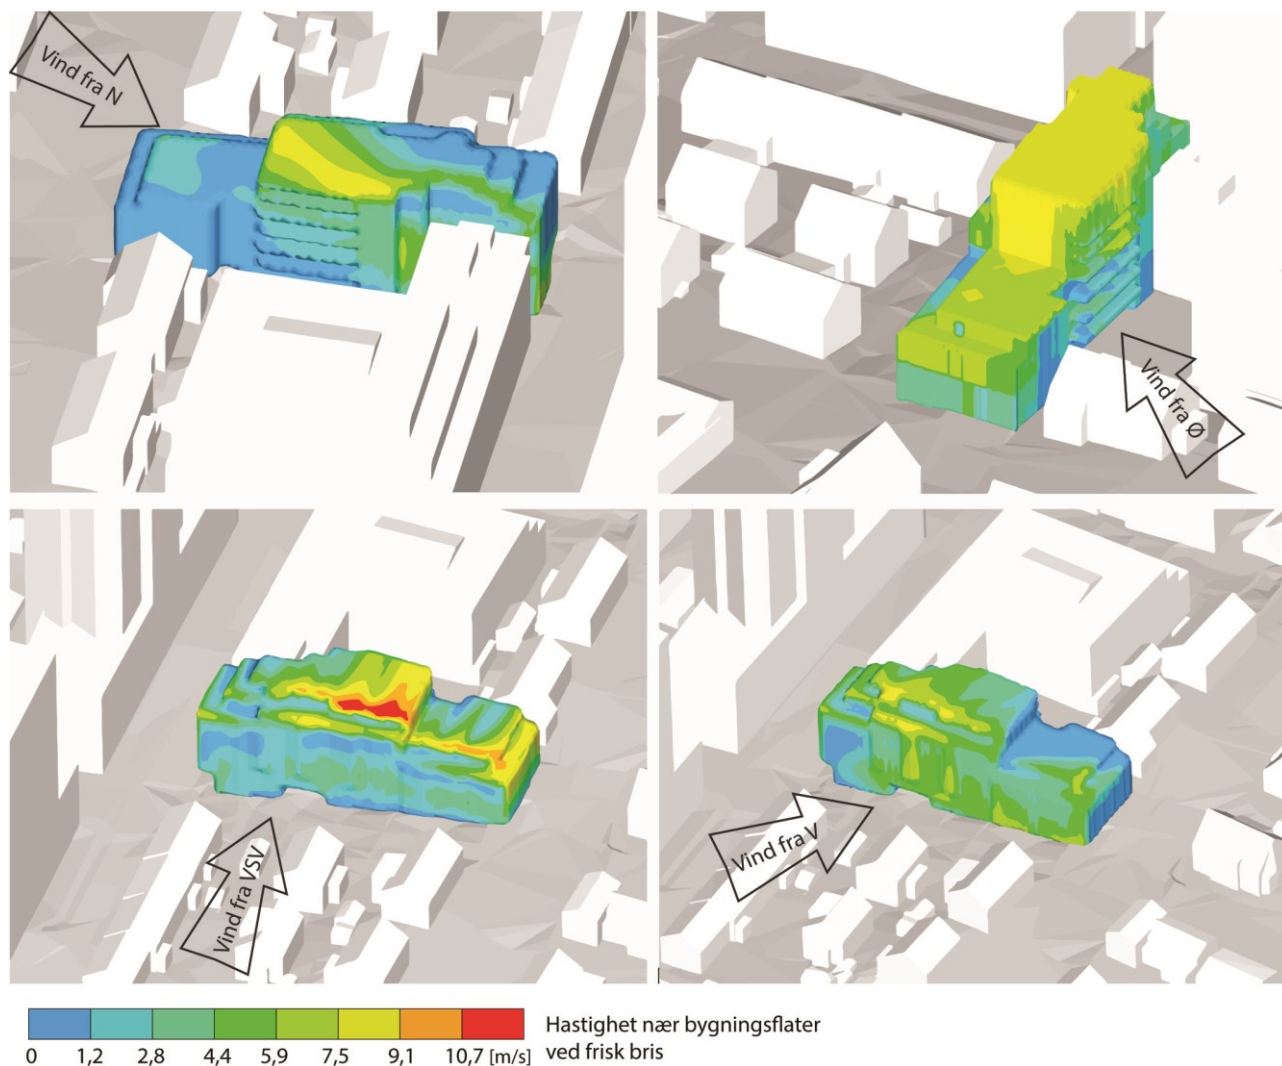 Vind fra N
Vind fra Ø
Vind fra VSV
Vind fra V
0 1,2 2,8 4,4 5,9 7,5 9,1 10,7 [m/s]
Hastighet nær bygningsflater
ved frisk bris